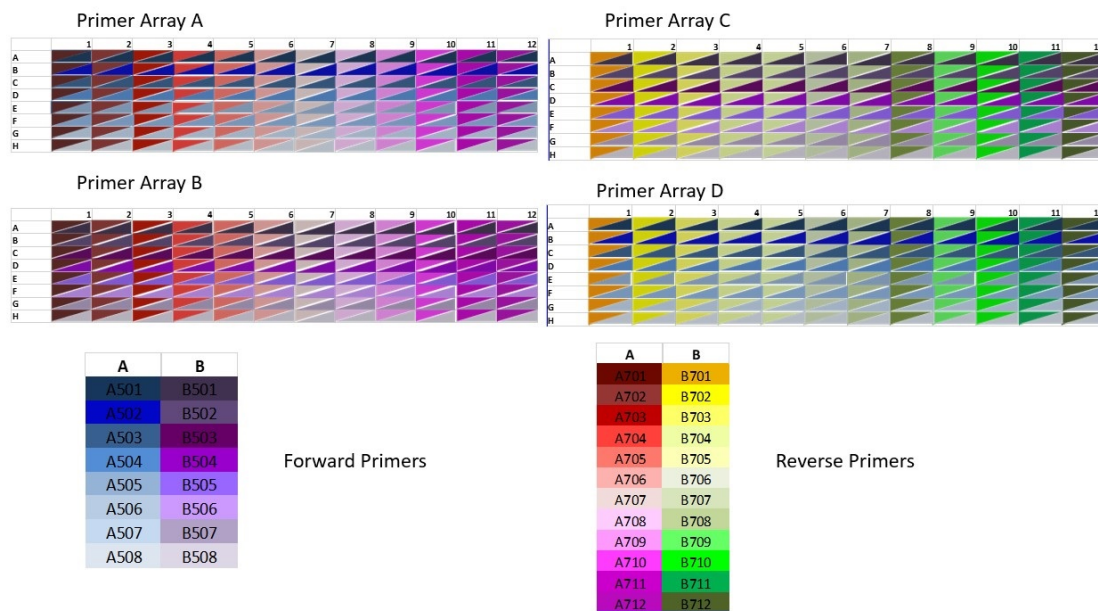 Primer Array A
1 2 3 4 5 6 7 8 9 10 11 12
A
B
C
D
E
F
G
H
Primer Array C
1 2 3 4 5 6 7 8 9 10 11
A
B
C
D
E
F
G
H
Primer Array B
1 2 3 4 5 6 7 8 9 10 11 12
A
B
C
D
E
F
G
H
Primer Array D
1 2 3 4 5 6 7 8 9 10 11
A
B
C
D
E
F
G
H
A B
A501 B501
A502 B502
A503 B503
A504 B504
A505 B505
A506 B506
A507 B507
A508 B508
Forward Primers
A B
A701 B701
A702 B702
A703 B703
A704 B704
A705 B705
A706 B706
A707 B707
A708 B708
A709 B709
A710 B710
A711 B711
A712 B712
Reverse Primers